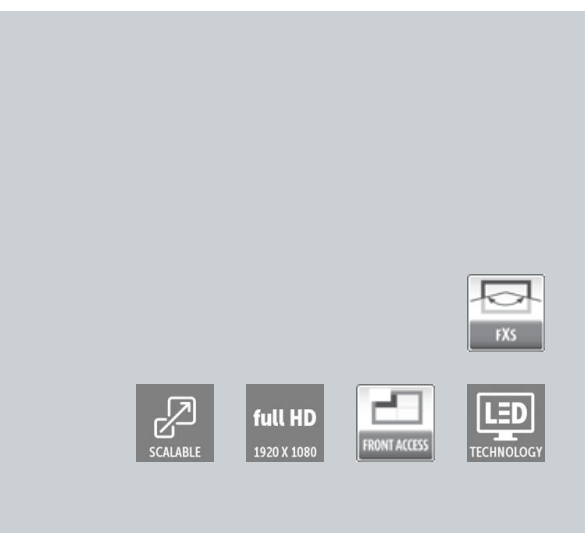 FXS
SCALABLE
full HD
1920 X 1080
FRONT ACCESS
LED
TECHNOLOGY